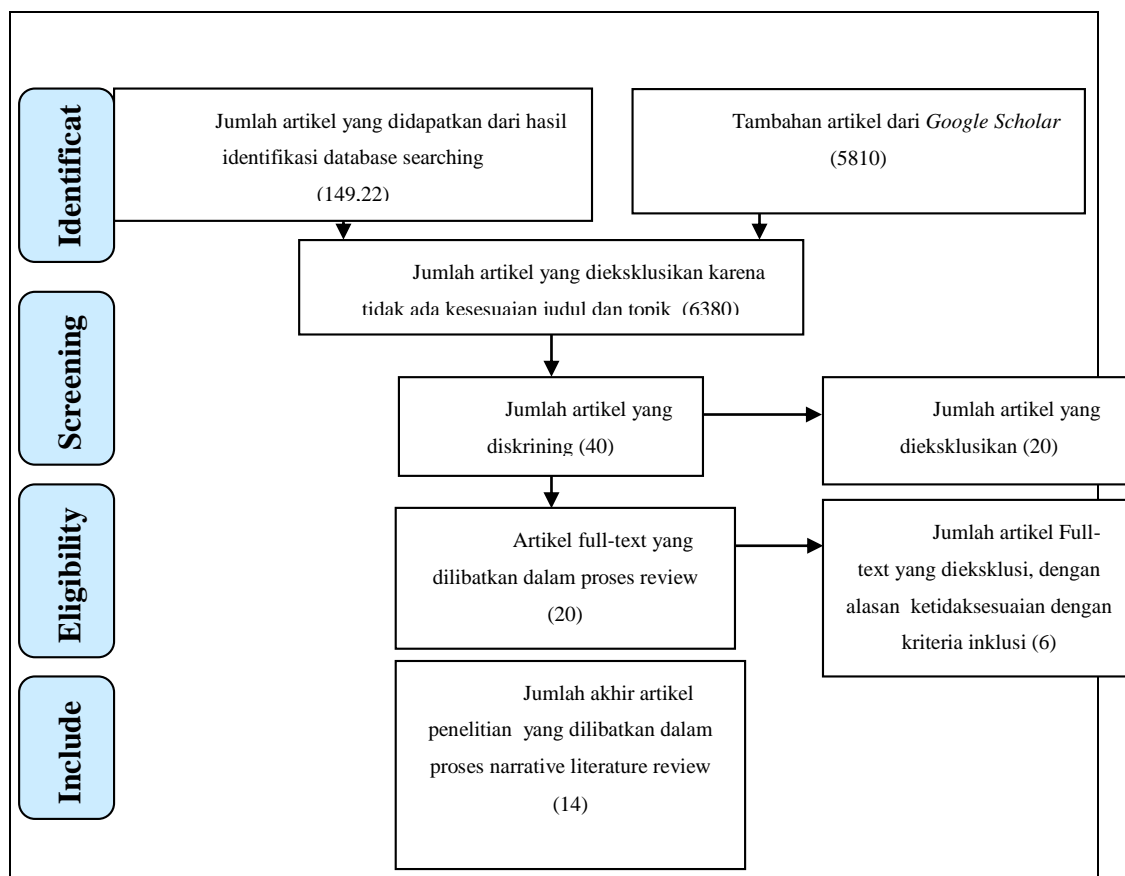 Identificat
Jumlah artikel yang didapatkan dari hasil
identifikasi database searching
(149.22)
Tambahan artikel dari Google Scholar
(5810)
Jumlah artikel yang dieksklusikan karena
tidak ada kesesuaian judul dan topik (6380)
Screening
Jumlah artikel yang
diskrining (40)
Jumlah artikel yang
dieksklusikan (20)
Eligibility
Artikel full-text yang
dilibatkan dalam proses review
(20)
Jumlah artikel Full-
text yang dieksklusi, dengan
alasan ketidaksesuaian dengan
kriteria inklusi (6)
Include
Jumlah akhir artikel
penelitian yang dilibatkan dalam
proses narrative literature review
(14)